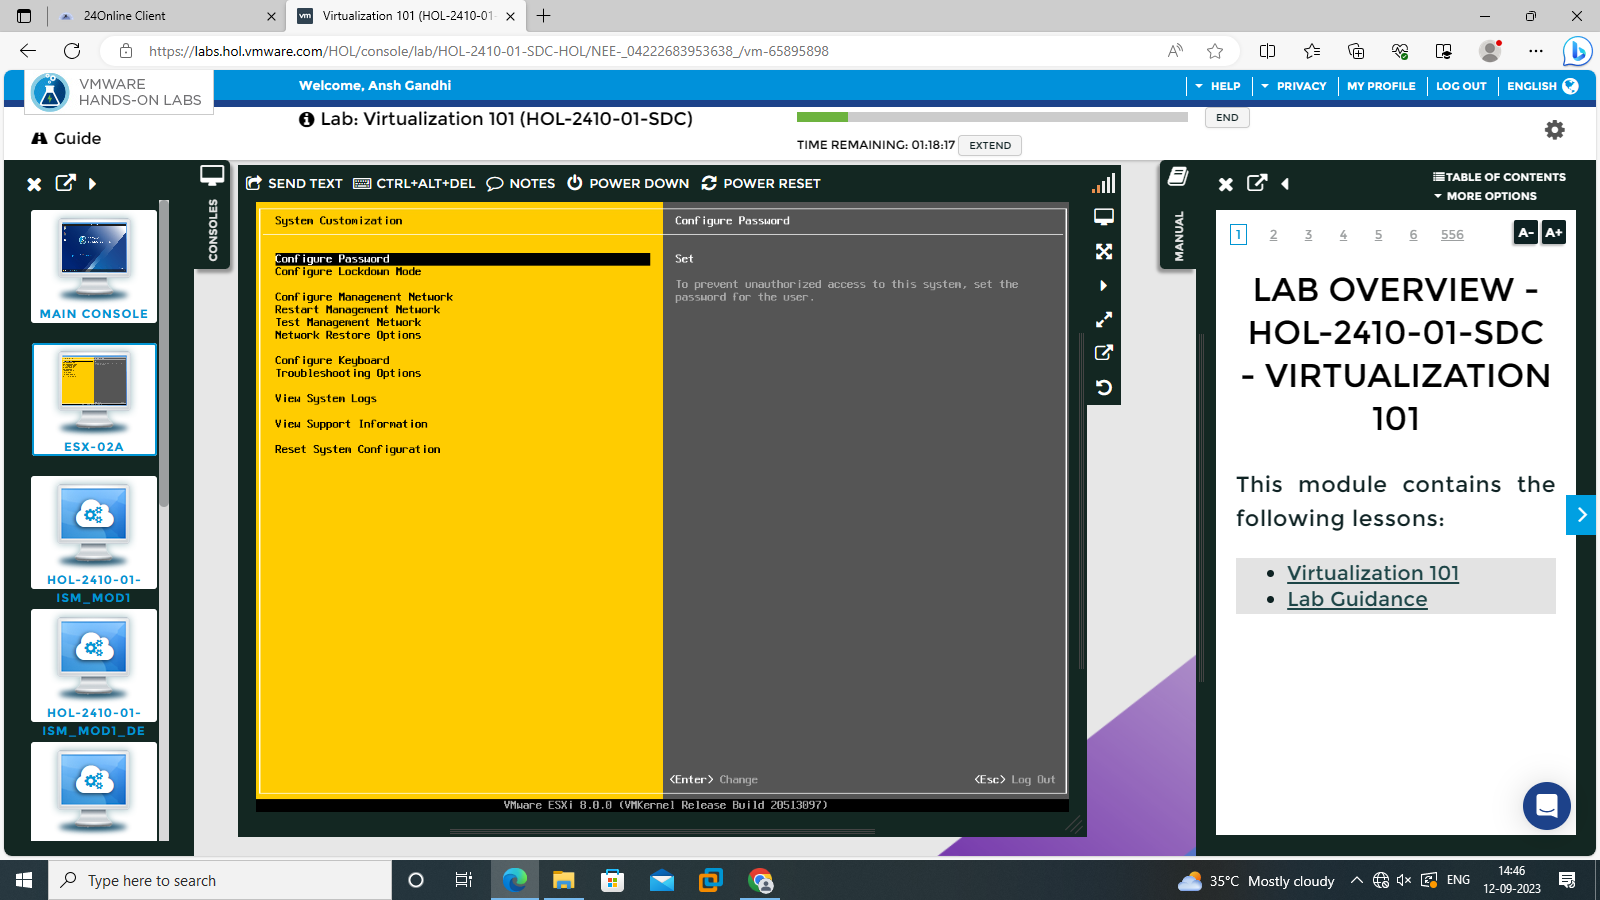 24Online Client
Virtualization 101 (HOL-2410-01-
https://labs.hol.vmware.com/HOL/console/lab/HOL-2410-01-SDC-HOL/NEE-_04222683953638_/vm-65895898
VMWARE
HANDS-ON LABS
Welcome, Ansh Gandhi
HELP
PRIVACY
MY PROFILE
LOG OUT
ENGLISH
Guide
Lab: Virtualization 101 (HOL-2410-01-SDC)
TIME REMAINING: 01:18:17
EXTEND
END
CONSOLES
MAIN CONSOLE
ESX-02A
HOL-2410-01-
ISM_MOD1
HOL-2410-01-
ISM_MOD1_DE
SEND TEXT
CTRL+ALT+DEL
NOTES
POWER DOWN
POWER RESET
System Customization
Configure Password
Configure Lockdown Mode
Configure Management Network
Restart Management Network
Test Management Network
Network Restore Options
Configure Keyboard
Troubleshooting Options
View System Logs
View Support Information
Reset System Configuration
Configure Password
Set
To prevent unauthorized access to this system, set the
password for the user.
<Enter> Change
<Esc> Log Out
VMware ESXi 8.0.0 (VMKernel Release Build 20513097)
MANUAL
TABLE OF CONTENTS
MORE OPTIONS
1 2 3 4 5 6 556
A- A+
LAB OVERVIEW -
HOL-2410-01-SDC
- VIRTUALIZATION
101
This module contains the
following lessons:
Virtualization 101
Lab Guidance
Type here to search
35°C Mostly cloudy
ENG
14:46
12-09-2023